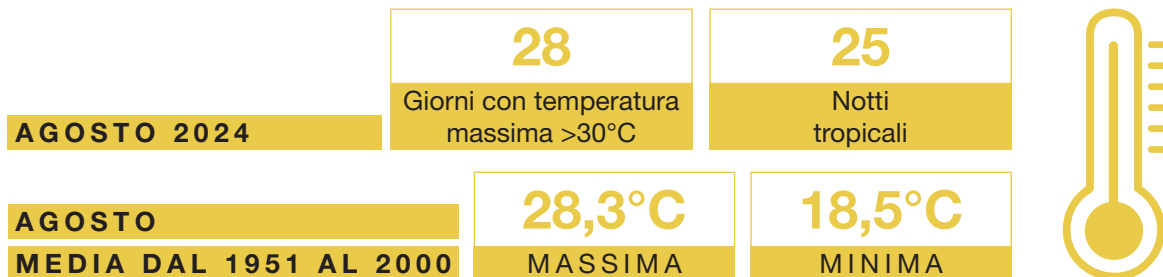 28
Giorni con temperatura
massima >30°C
25
Notti
tropicali
AGOSTO 2024
AGOSTO
MEDIA DAL 1951 AL 2000
28,3°C
MASSIMA
18,5°C
MINIMA